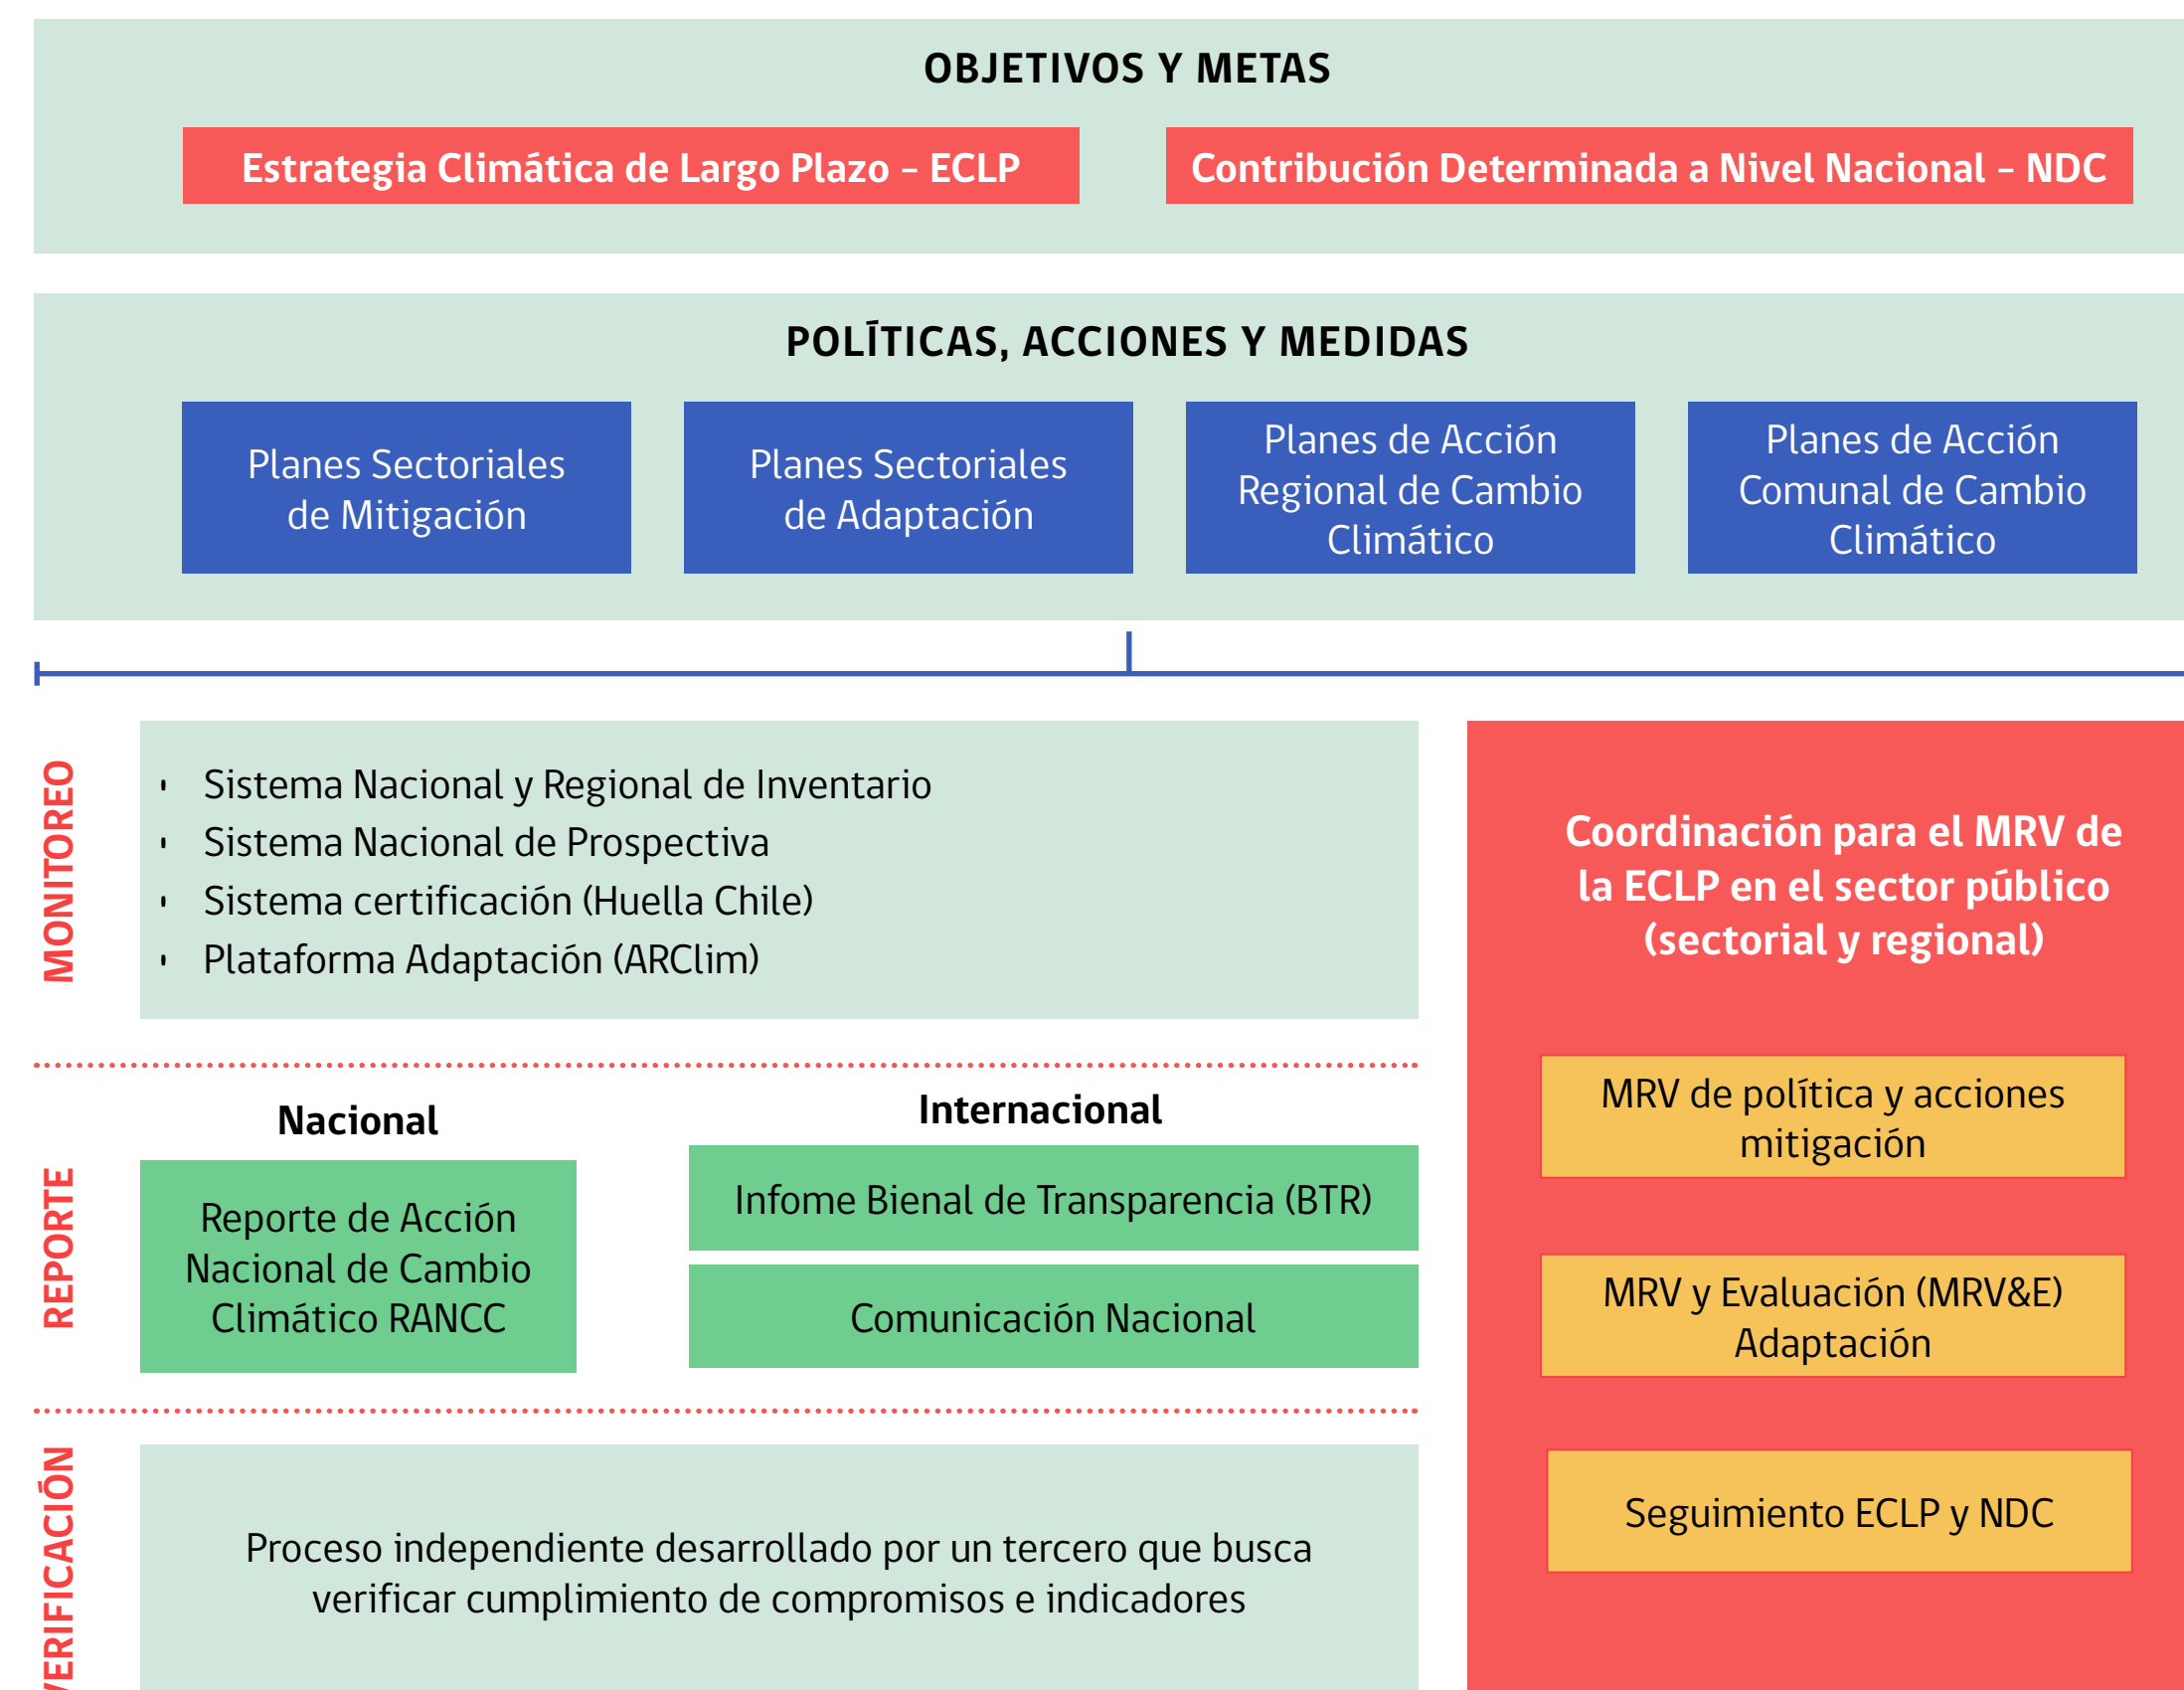 OBJETIVOS Y METAS
Estrategia Climática de Largo Plazo – ECLP
Contribución Determinada a Nivel Nacional – NDC
POLÍTICAS, ACCIONES Y MEDIDAS
Planes Sectoriales
de Mitigación
Planes Sectoriales
de Adaptación
Planes de Acción
Regional de Cambio
Climático
Planes de Acción
Comunal de Cambio
Climático
MONITOREO
Sistema Nacional y Regional de Inventario
Sistema Nacional de Prospectiva
Sistema certificación (Huella Chile)
Plataforma Adaptación (ARClim)
REPORTE
Nacional
Reporte de Acción
Nacional de Cambio
Climático RANCC
Internacional
Infome Bienal de Transparencia (BTR)
Comunicación Nacional
VERIFICACIÓN
Proceso independiente desarrollado por un tercero que busca
verificar cumplimiento de compromisos e indicadores
Coordinación para el MRV de
la ECLP en el sector público
(sectorial y regional)
MRV de política y acciones
mitigación
MRV y Evaluación (MRV&E)
Adaptación
Seguimiento ECLP y NDC